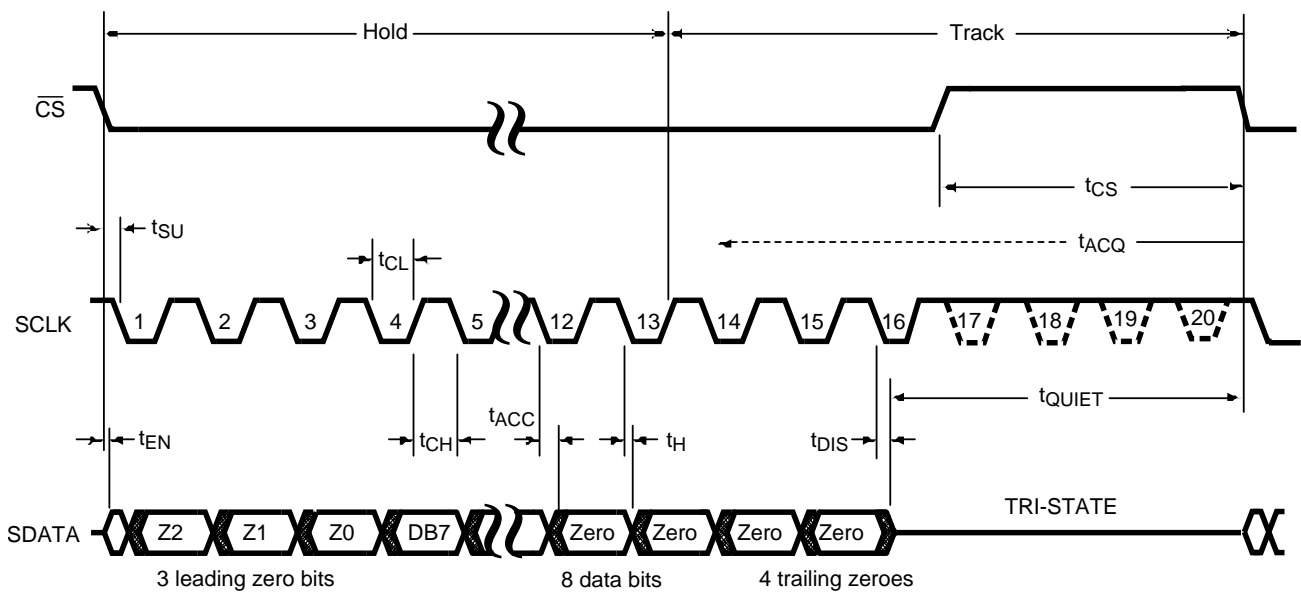 Hold
Track
CS
tCS
tSU
tACQ
tCL
SCLK
1 2 3 4 5 12 13 14 15 16 17 18 19 20
tQUIET
tACC
tEN
tCH
tH
tDIS
TRI-STATE
SDATA
Z2 Z1 Z0 DB7 Zero Zero Zero Zero
3 leading zero bits
8 data bits
4 trailing zeroes